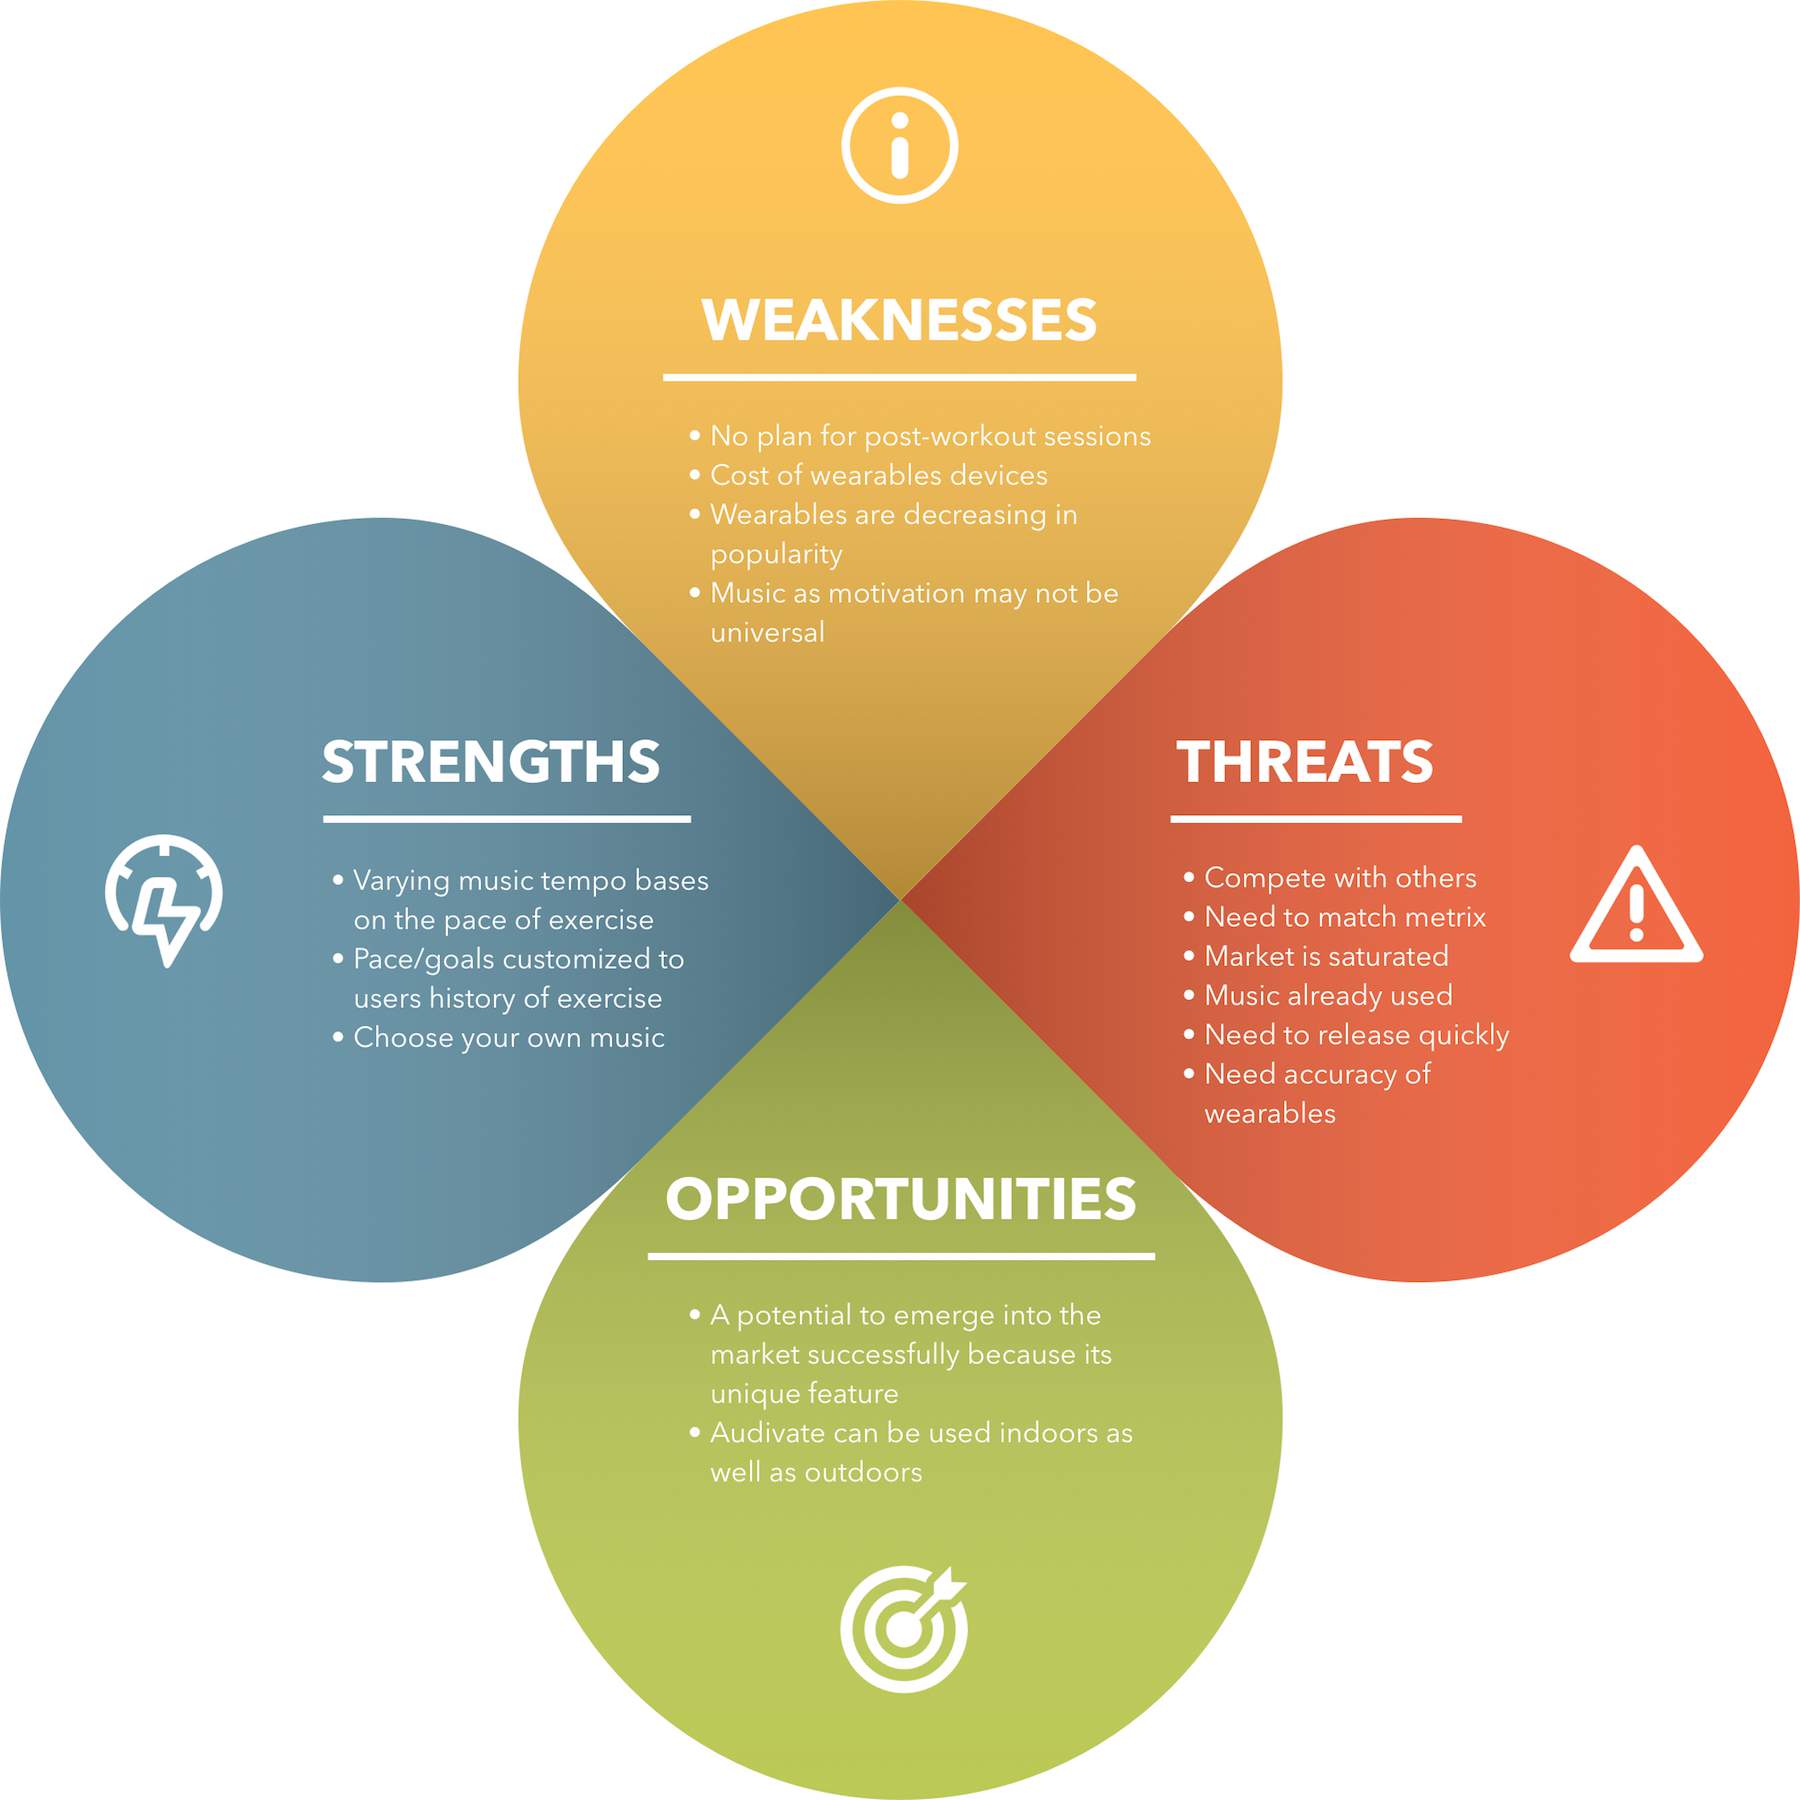 WEAKNESSES
• No plan for post-workout sessions
• Cost of wearables devices
• Wearables are decreasing in
popularity
• Music as motivation may not be
universal
STRENGTHS
• Varying music tempo bases
on the pace of exercise
• Pace/goals customized to
users history of exercise
• Choose your own music
THREATS
• Compete with others
• Need to match metrix
• Market is saturated
• Music already used
• Need to release quickly
• Need accuracy of
wearables
OPPORTUNITIES
• A potential to emerge into the
market successfully because its
unique feature
• Audivate can be used indoors as
well as outdoors